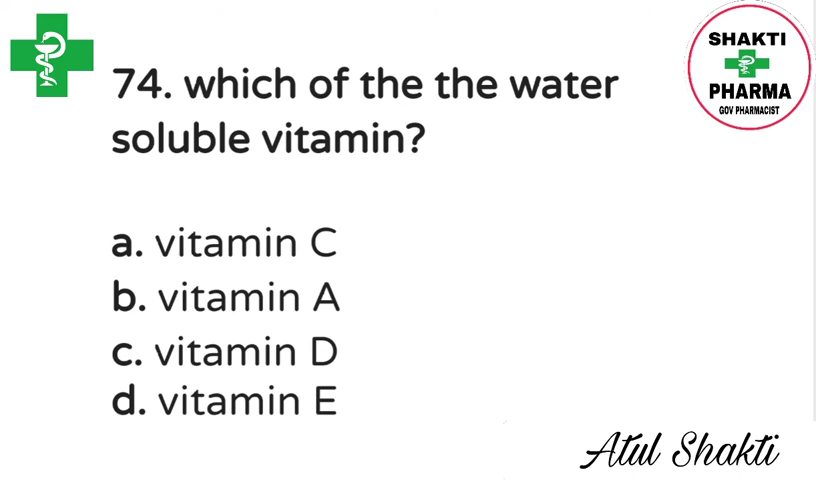 SHAKTI
PHARMA
GOV PHARMACIST
74. which of the the water
soluble vitamin?
a. vitamin C
b. vitamin A
c. vitamin D
d. vitamin E
Atul Shakti